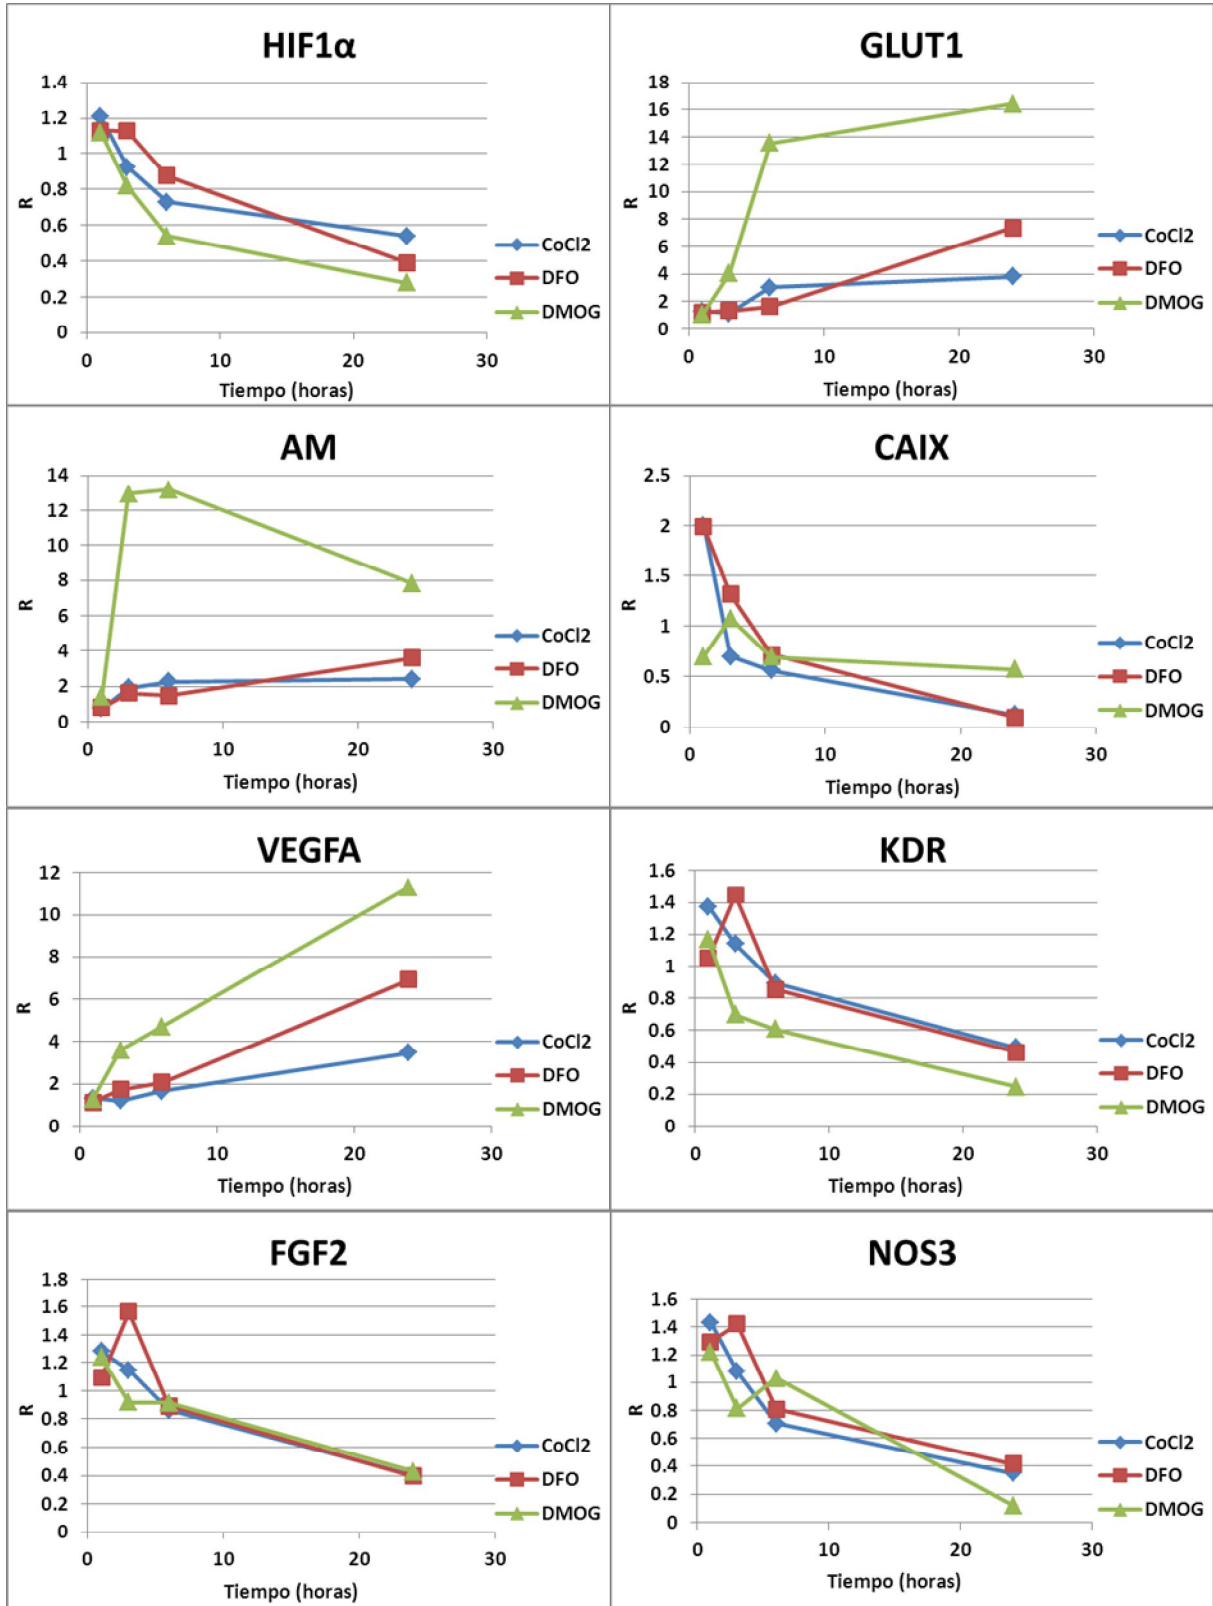 HIF1α
1.4
1.2
1
0.8
0.6
0.4
0.2
0
R
0 10 20 30
Tiempo (horas)
CoCl2
DFO
DMOG
GLUT1
18
16
14
12
10
8
6
4
2
0
R
0 10 20 30
Tiempo (horas)
CoCl2
DFO
DMOG
AM
14
12
10
8
6
4
2
0
R
0 10 20 30
Tiempo (horas)
CoCl2
DFO
DMOG
CAIX
2.5
2
1.5
1
0.5
0
R
0 10 20 30
Tiempo (horas)
CoCl2
DFO
DMOG
VEGFA
12
10
8
6
4
2
0
R
0 10 20 30
Tiempo (horas)
CoCl2
DFO
DMOG
KDR
1.6
1.4
1.2
1
0.8
0.6
0.4
0.2
0
R
0 10 20 30
Tiempo (horas)
CoCl2
DFO
DMOG
FGF2
1.8
1.6
1.4
1.2
1
0.8
0.6
0.4
0.2
0
R
0 10 20 30
Tiempo (horas)
CoCl2
DFO
DMOG
NOS3
1.6
1.4
1.2
1
0.8
0.6
0.4
0.2
0
R
0 10 20 30
Tiempo (horas)
CoCl2
DFO
DMOG